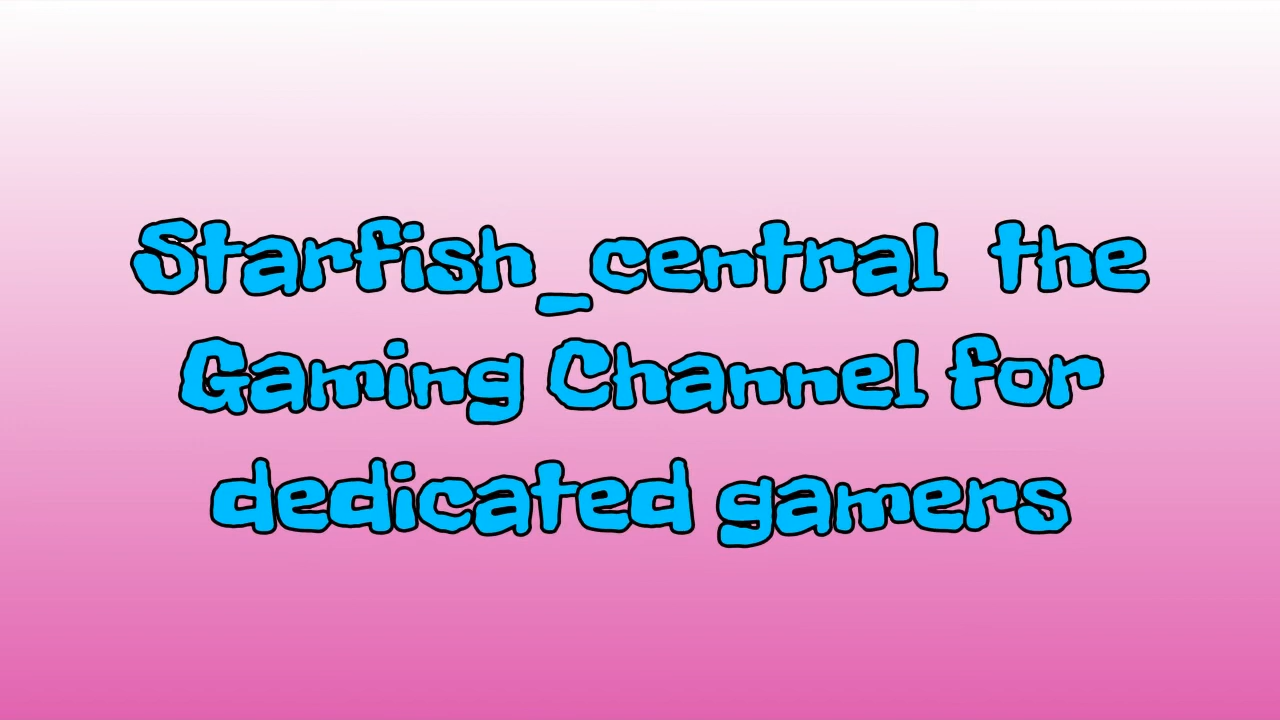 Starfish_central  the
Gaming Channel for
dedicated gamers